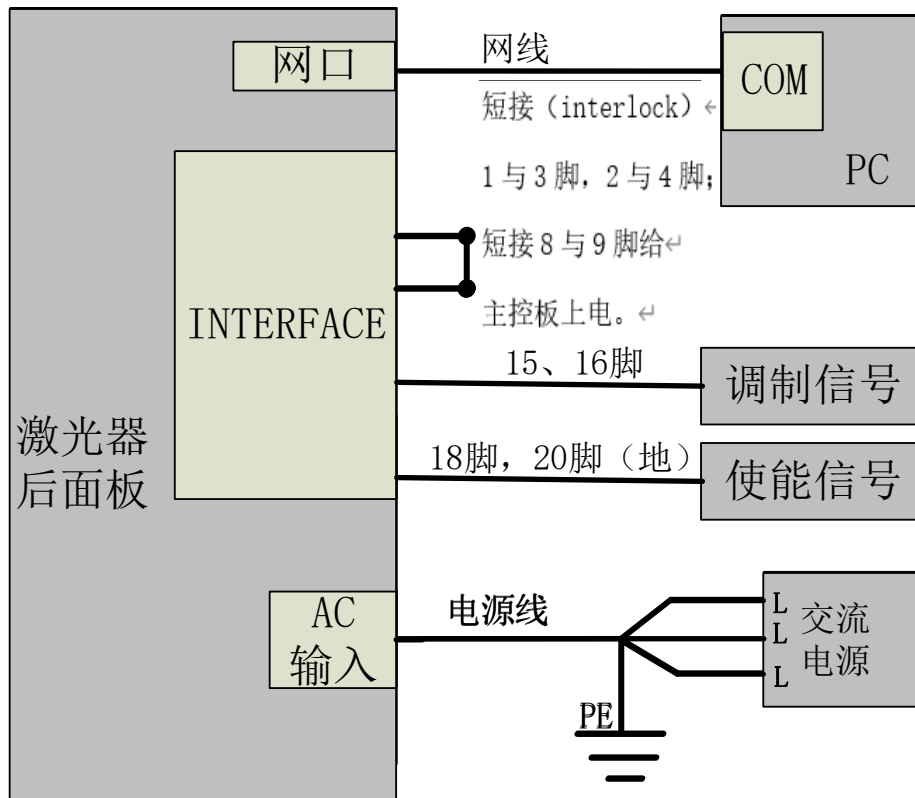 网口
网线
COM
PC
短接（interlock）↵
1与3脚，2与4脚；
短接8与9脚给↵
主控板上电。↵
INTERFACE
15、16脚
调制信号
激光器
后面板
18脚，20脚（地）
使能信号
AC
输入
电源线
L
L
L
交流
电源
PE